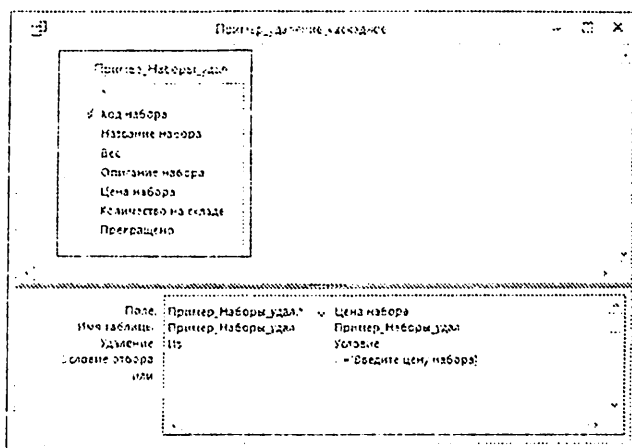 Пример_удаление_каскадное
Пример_Наборы_удал
*
Код набора
Название набора
Вес
Описание набора
Цена набора
Количество на складе
Прекращено
Поле: Пример_Наборы_удал.* Цена набора
Имя таблицы: Пример_Наборы_удал Пример_Наборы_удал
Удаление Из Условие
Условие отбора =[Введите цену набора]
или